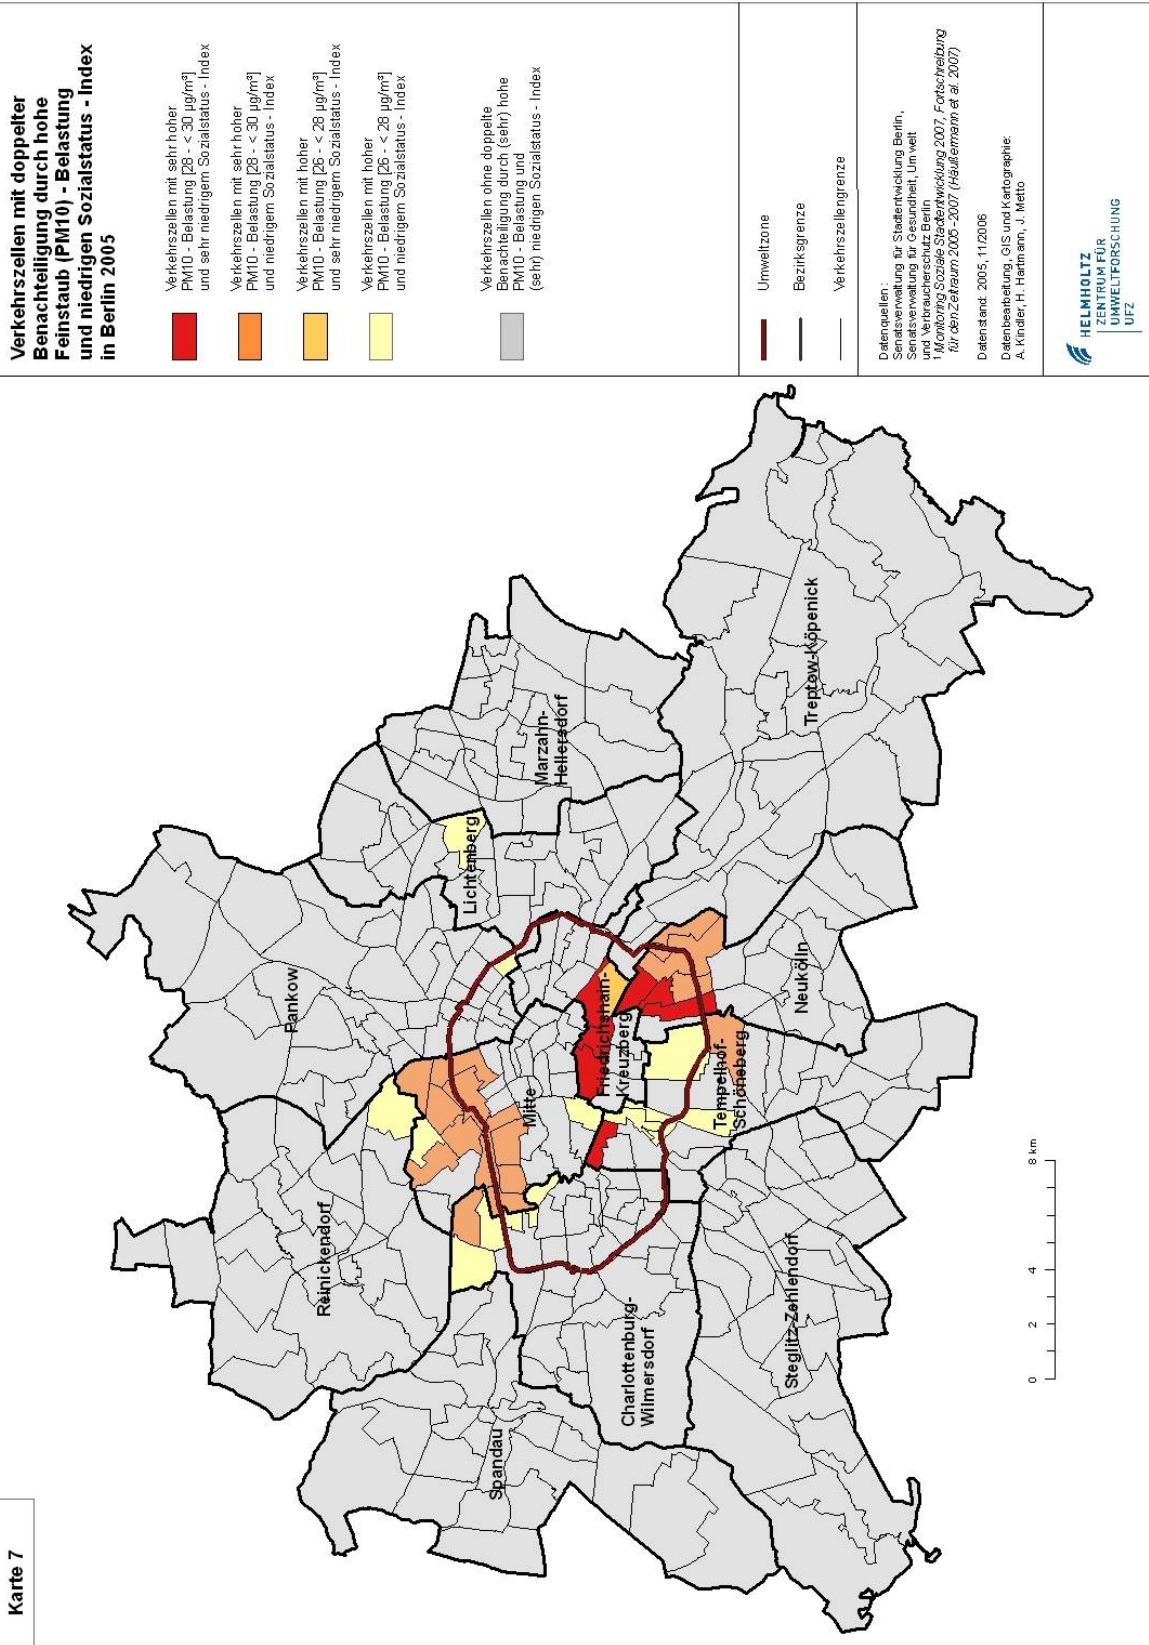 Karte 7
Verkehrszellen mit doppelter
Benachteiligung durch hohe
Feinstaub (PM10) - Belastung
und niedrigen Sozialstatus - Index
in Berlin 2005
Verkehrszellen mit sehr hoher
PM10 - Belastung [28 - < 30 µg/m³]
und sehr niedrigem Sozialstatus - Index
Verkehrszellen mit sehr hoher
PM10 - Belastung [28 - < 30 µg/m³]
und niedrigem Sozialstatus - Index
Verkehrszellen mit hoher
PM10 - Belastung [26 - < 28 µg/m³]
und sehr niedrigem Sozialstatus - Index
Verkehrszellen mit hoher
PM10 - Belastung [26 - < 28 µg/m³]
und niedrigem Sozialstatus - Index
Verkehrszellen ohne doppelte
Benachteiligung durch (sehr) hohe
PM10 - Belastung und
(sehr) niedrigen Sozialstatus - Index
Umweltzone
Bezirksgrenze
Verkehrszellengrenze
Datenquellen:
Senatsverwaltung für Stadtentwicklung Berlin,
Senatsverwaltung für Gesundheit, Umwelt
und Verbraucherschutz Berlin
¹ Monitoring Soziale Stadtentwicklung 2007, Fortschreibung
für den Zeitraum 2005 - 2007 (Häußermann et al. 2007)
Datenstand: 2005, 11/2006
Datenbearbeitung, GIS und Kartographie:
A. Kindler, H. Hartmann, J. Metto
HELMHOLTZ
ZENTRUM FÜR
UMWELTFORSCHUNG
UFZ
Pankow
Reinickendorf
Lichtenberg
Spandau
Mitte
Marzahn-
Hellersdorf
Friedrichshain-
Kreuzberg
Charlottenburg-
Wilmersdorf
Tempelhof-
Schöneberg
Neukölln
Treptow-Köpenick
Steglitz-Zehlendorf
0 2 4 8 km